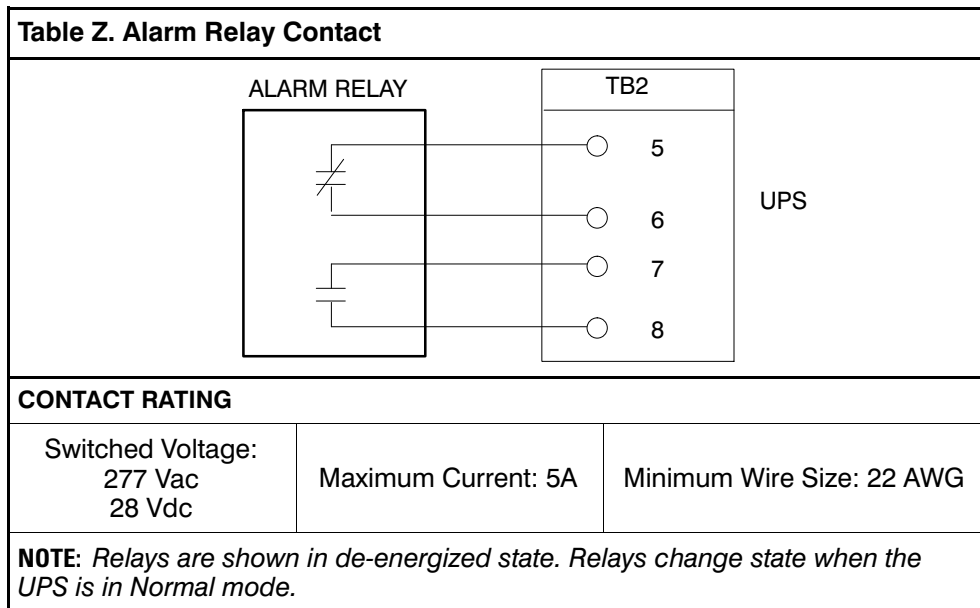 Table Z. Alarm Relay Contact
ALARM RELAY
TB2
5
6
7
8
UPS
CONTACT RATING
Switched Voltage:
277 Vac
28 Vdc
Maximum Current: 5A
Minimum Wire Size: 22 AWG
NOTE: Relays are shown in de-energized state. Relays change state when the
UPS is in Normal mode.